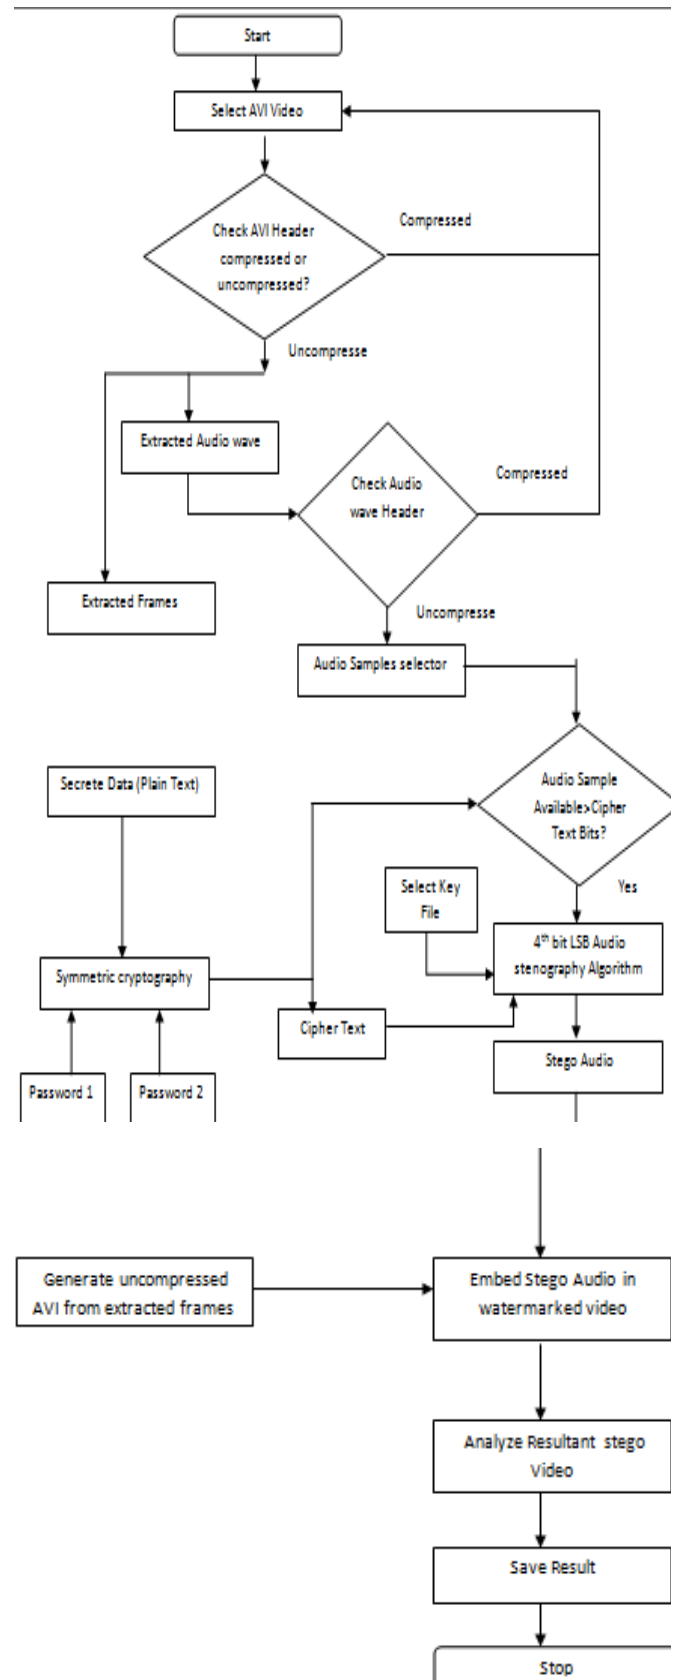 Start
Select AVI Video
Check AVI Header
compressed or
uncompressed?
Compressed
Uncompresse
Extracted Audio wave
Check Audio
wave Header
Compressed
Extracted Frames
Uncompresse
Audio Samples selector
Secrete Data (Plain Text)
Audio Sample
Available>Cipher
Text Bits?
Select Key
File
Yes
4th bit LSB Audio
stenography Algorithm
Symmetric cryptography
Cipher Text
Stego Audio
Password 1
Password 2
Generate uncompressed
AVI from extracted frames
Embed Stego Audio in
watermarked video
Analyze Resultant stego
Video
Save Result
Stop